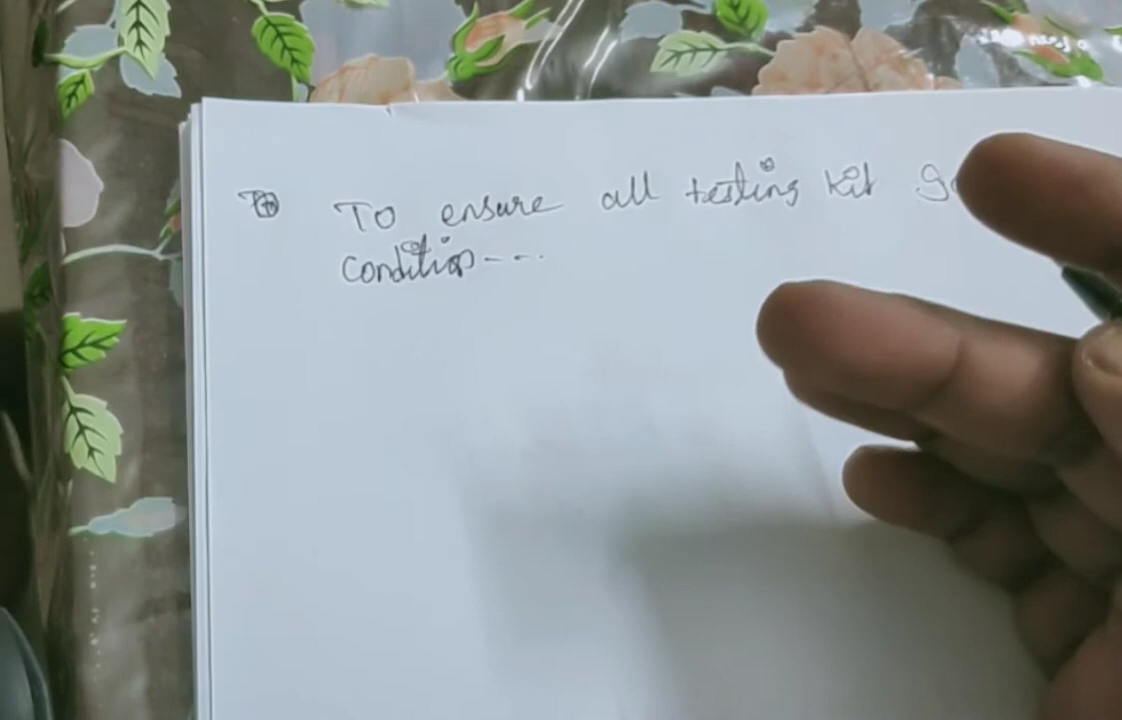 To ensure all testing kit
condition---